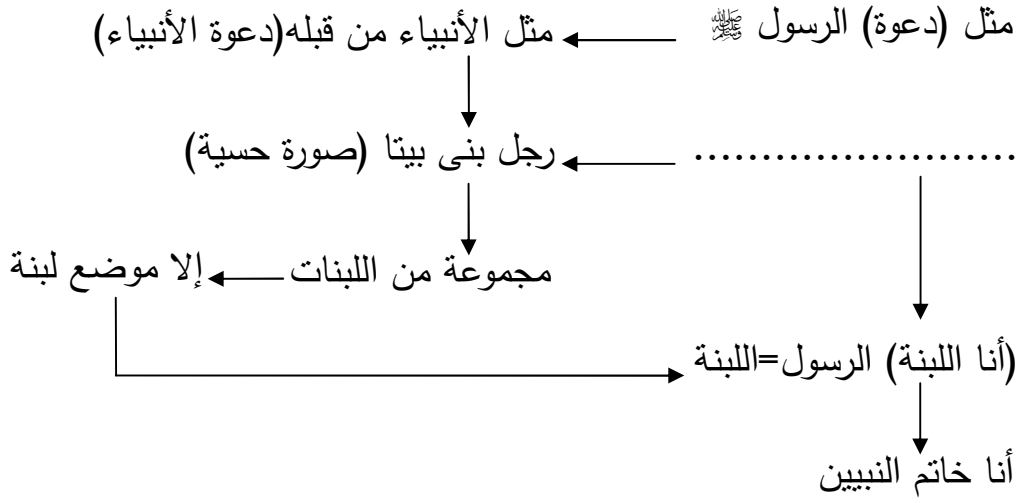 مثل (دعوة) الرسول ﷺ مثل الأنبياء من قبله(دعوة الأنبياء)
........................ رجل بنى بيتا (صورة حسية)
مجموعة من اللبنات إلا موضع لبنة
(أنا اللبنة) الرسول=اللبنة
أنا خاتم النبيين